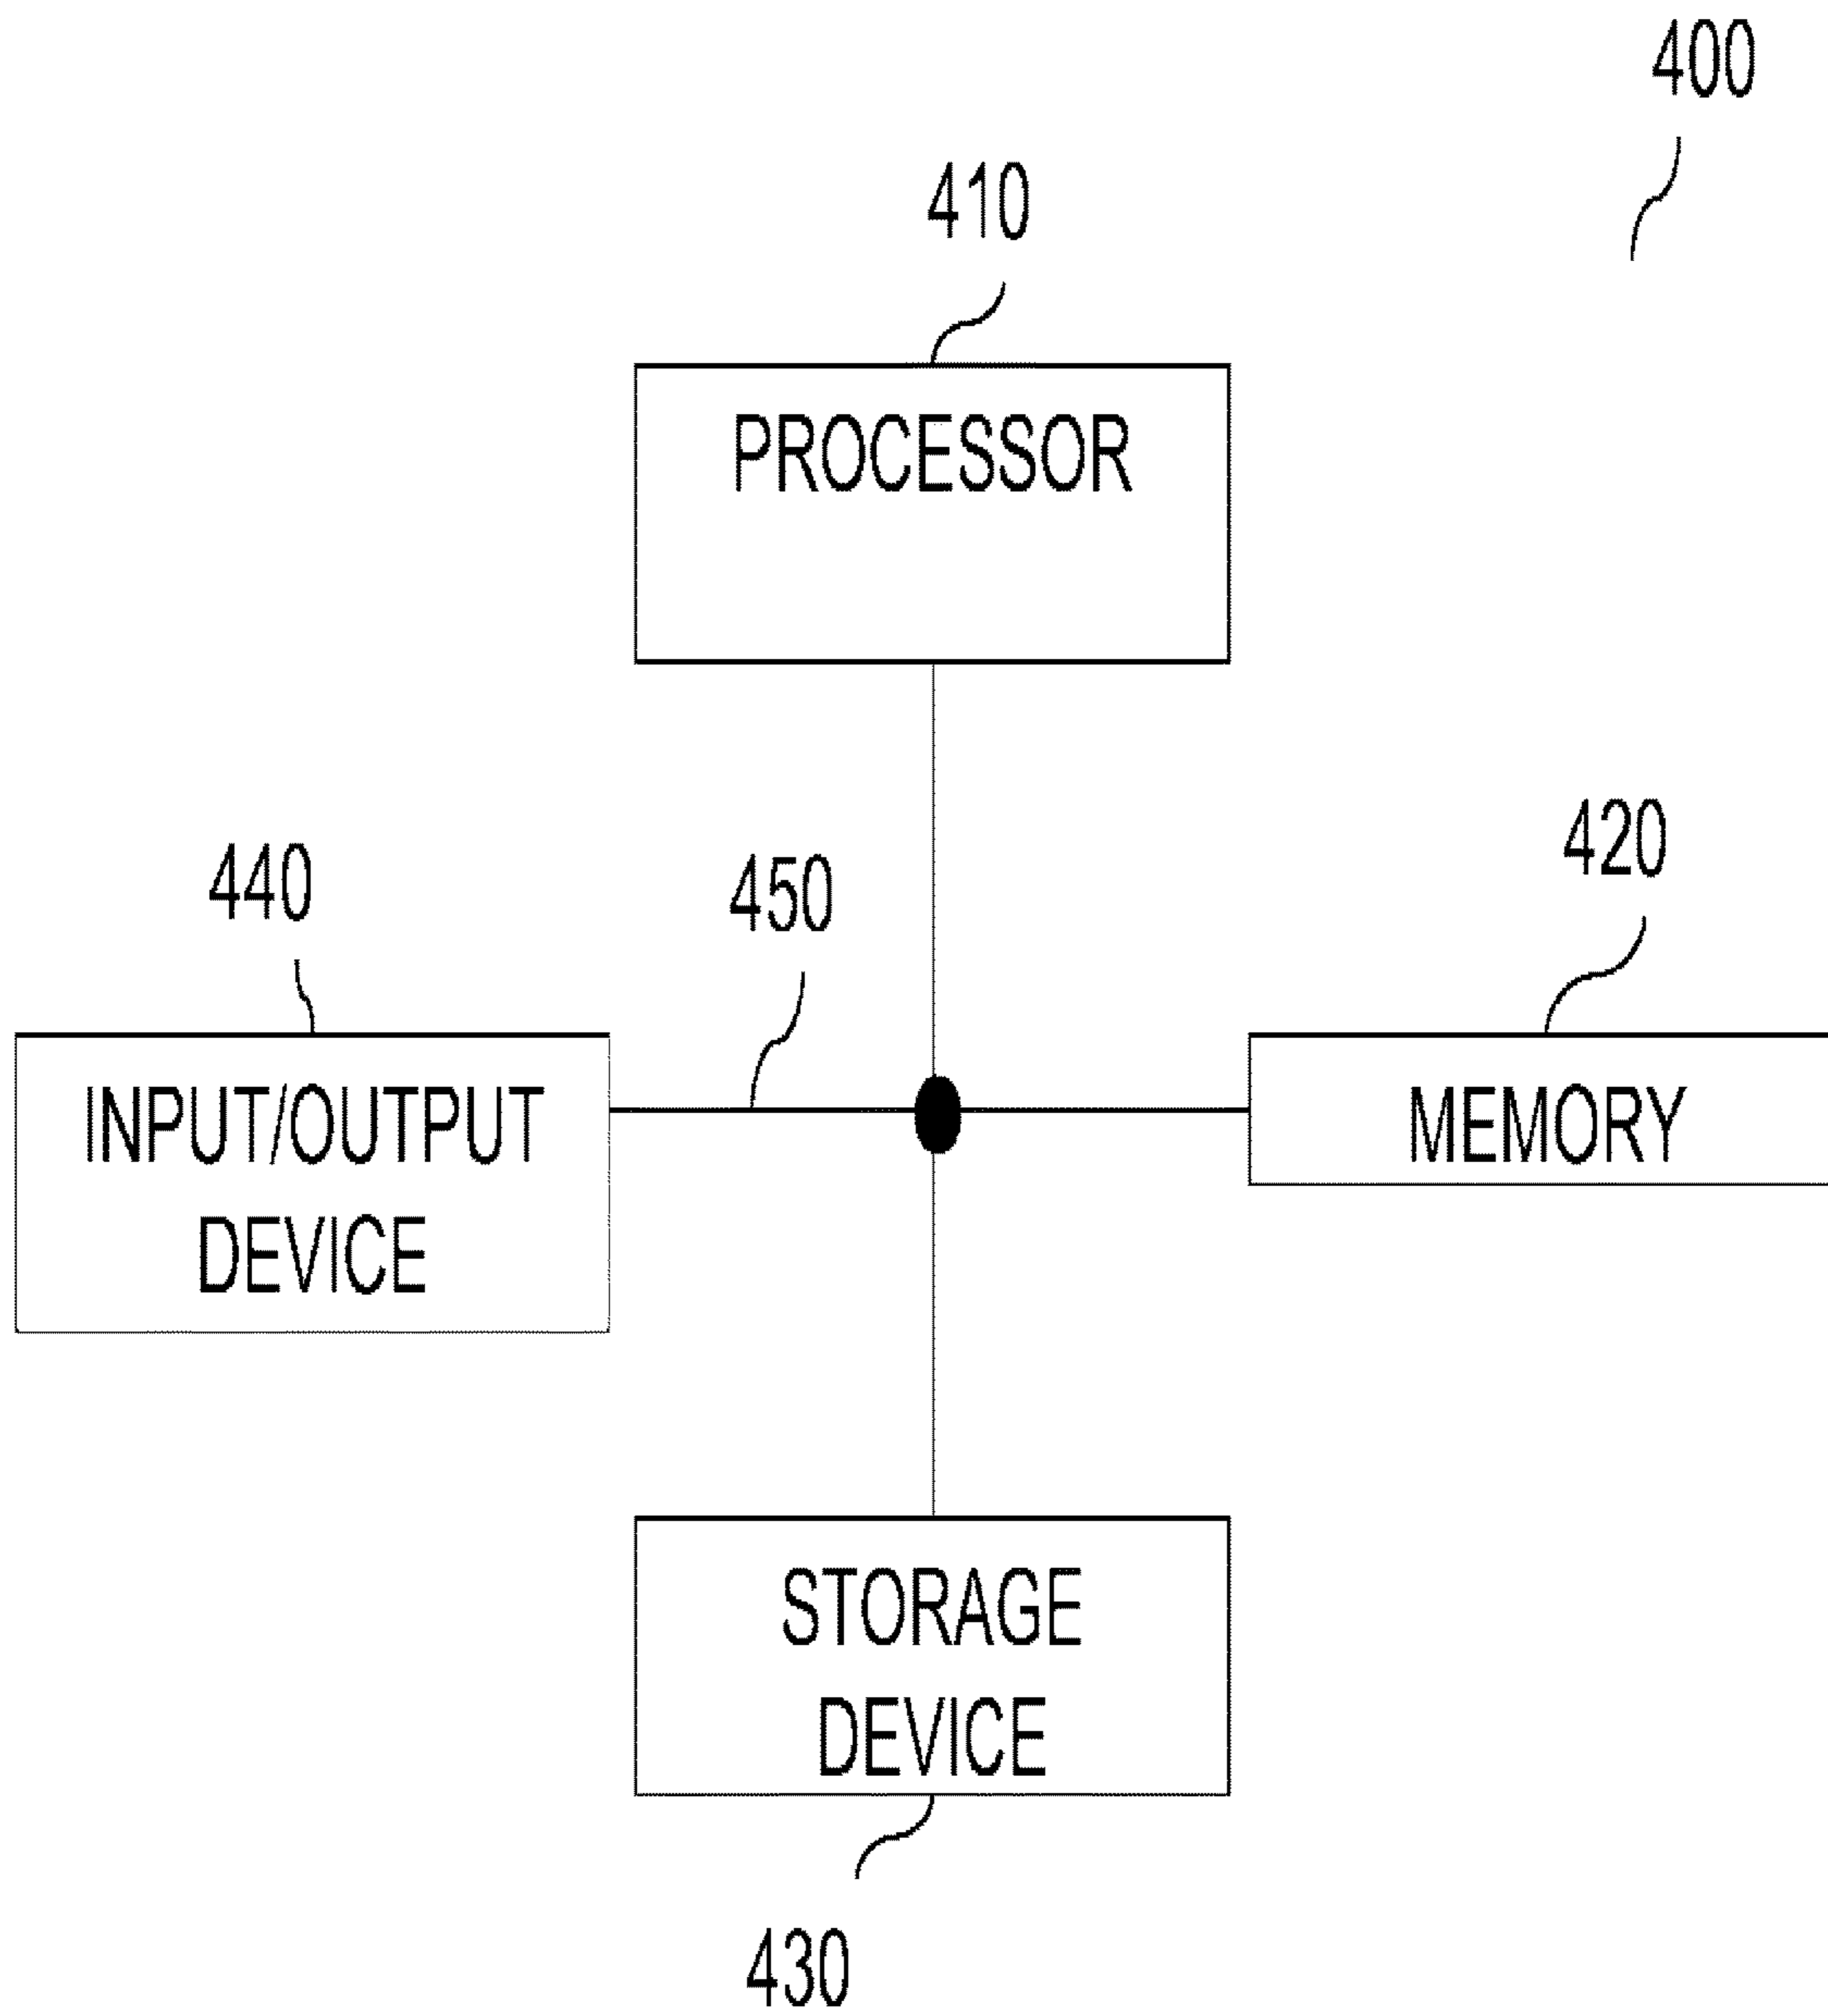 400
410
PROCESSOR
440
450
420
INPUT/OUTPUT
DEVICE
MEMORY
STORAGE
DEVICE
430